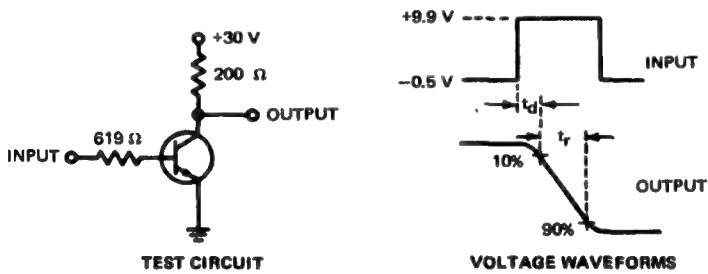 +30 V
200 Ω
OUTPUT
619 Ω
INPUT
TEST CIRCUIT
+9.9 V
INPUT
−0.5 V
td
tr
10%
OUTPUT
90%
VOLTAGE WAVEFORMS